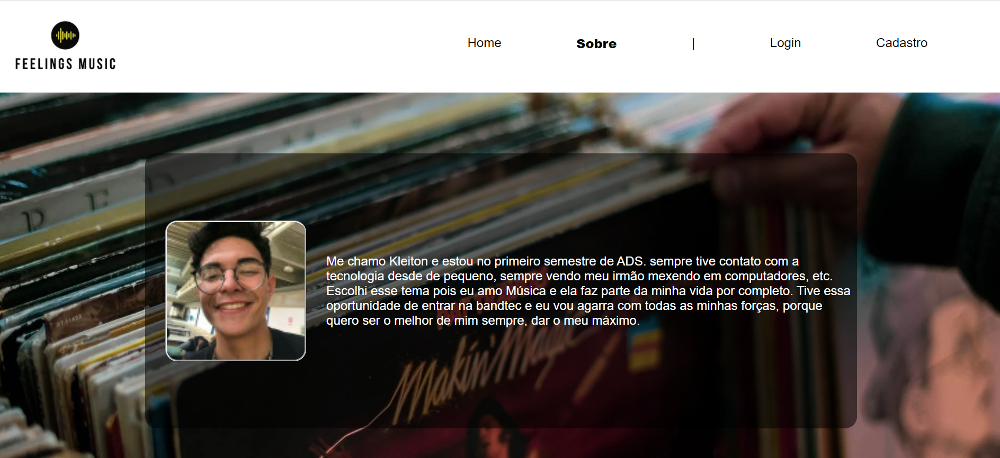 FEELINGS MUSIC
Home Sobre | Login Cadastro
Me chamo Kleiton e estou no primeiro semestre de ADS. sempre tive contato com a
tecnologia desde de pequeno, sempre vendo meu irmão mexendo em computadores, etc.
Escolhi esse tema pois eu amo Música e ela faz parte da minha vida por completo. Tive essa
oportunidade de entrar na bandtec e eu vou agarra com todas as minhas forças, porque
quero ser o melhor de mim sempre, dar o meu máximo.
Makin' Magic